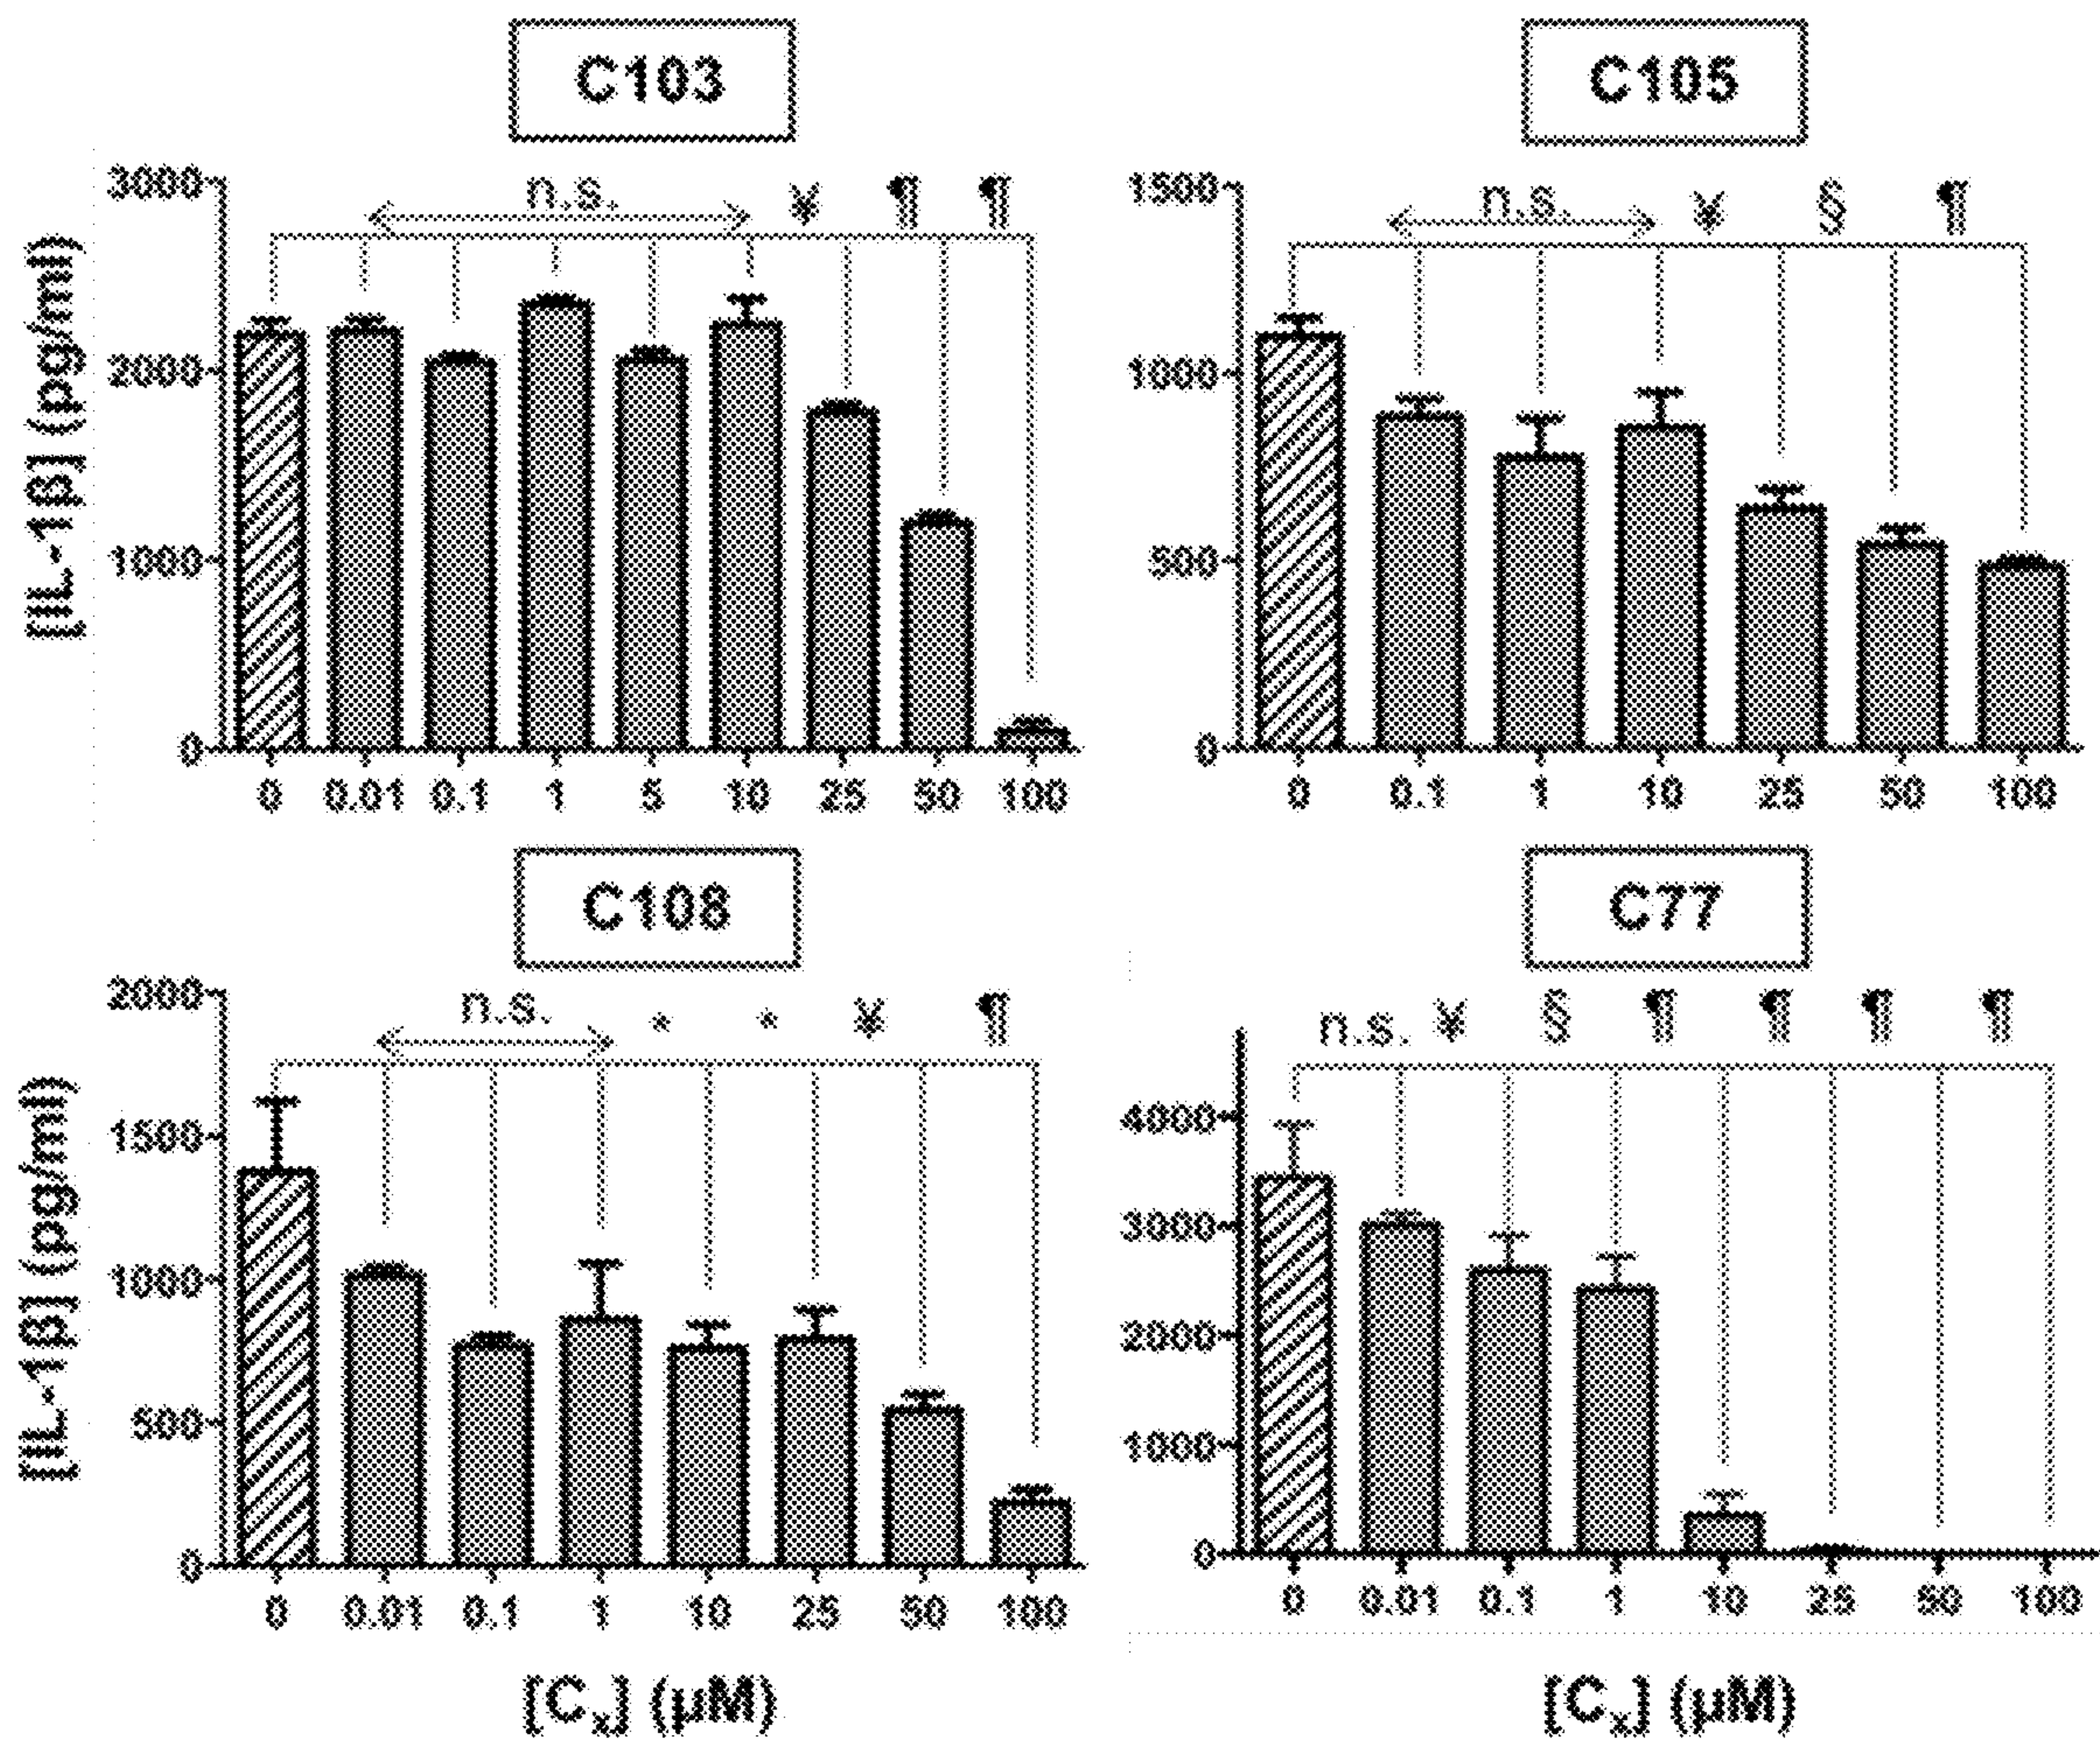 C103
C105
[IL-1β] (pg/ml)
3000
2000
1000
0
n.s. ¥ ¶ ¶
0 0.01 0.1 1 5 10 25 50 100
1500
1000
500
0
n.s. ¥ § ¶
0 0.1 1 10 25 50 100
C108
C77
[IL-1β] (pg/ml)
2000
1500
1000
500
0
n.s. * * ¥ ¶
0 0.01 0.1 1 10 25 50 100
[Cx] (μM)
n.s. ¥ § ¶ ¶ ¶ ¶
4000
3000
2000
1000
0
0 0.01 0.1 1 10 25 50 100
[Cx] (μM)